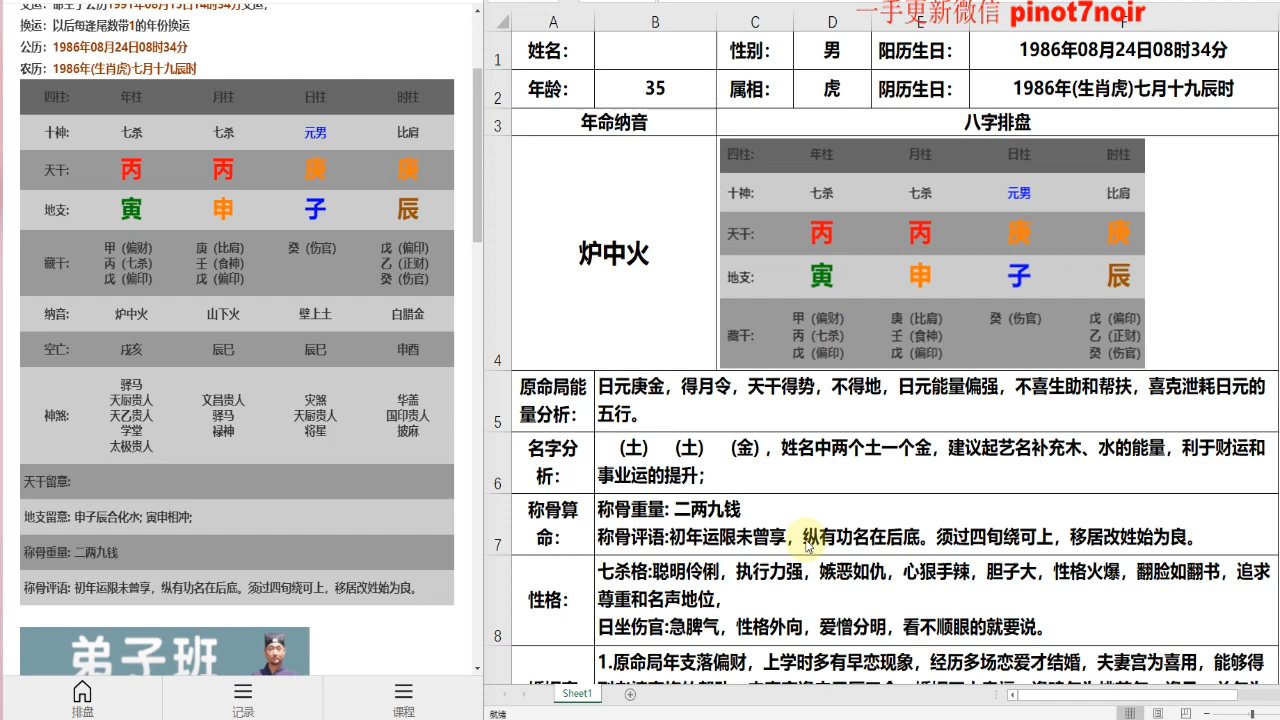 一手更新微信 pinot7noir
交运：命主于公历1991年8月15日14时34分交运，
换运：以后每逢尾数带1的年份换运
公历：1986年08月24日08时34分
农历：1986年(生肖虎)七月十九辰时
四柱: 年柱 月柱 日柱 时柱
十神: 七杀 七杀 元男 比肩
天干: 丙 丙 庚 庚
地支: 寅 申 子 辰
藏干: 甲（偏财） 庚（比肩） 癸（伤官） 戊（偏印）
丙（七杀） 壬（食神） 乙（正财）
戊（偏印） 戊（偏印） 癸（伤官）
纳音: 炉中火 山下火 壁上土 白腊金
空亡: 戌亥 辰巳 辰巳 申酉
神煞: 驿马 天厨贵人 天乙贵人 学堂 太极贵人
文昌贵人 驿马 禄神
灾煞 天厨贵人 将星
华盖 国印贵人 披麻
天干留意:
地支留意: 申子辰合化水; 寅申相冲;
称骨重量: 二两九钱
称骨评语: 初年运限未曾享，纵有功名在后底。须过四旬绕可上，移居改姓始为良。
弟子班
排盘 记录 课程
A B C D E F
1 姓名： 性别： 男 阳历生日： 1986年08月24日08时34分
2 年龄： 35 属相： 虎 阴历生日： 1986年(生肖虎)七月十九辰时
3 年命纳音 八字排盘
4 炉中火
四柱: 年柱 月柱 日柱 时柱
十神: 七杀 七杀 元男 比肩
天干: 丙 丙 庚 庚
地支: 寅 申 子 辰
藏干: 甲（偏财） 庚（比肩） 癸（伤官） 戊（偏印）
丙（七杀） 壬（食神） 乙（正财）
戊（偏印） 戊（偏印） 癸（伤官）
5 原命局能量分析： 日元庚金，得月令，天干得势，不得地，日元能量偏强，不喜生助和帮扶，喜克泄耗日元的
五行。
6 名字分析： （土） （土） （金），姓名中两个土一个金，建议起艺名补充木、水的能量，利于财运和
事业运的提升；
7 称骨算命： 称骨重量: 二两九钱
称骨评语:初年运限未曾享，纵有功名在后底。须过四旬绕可上，移居改姓始为良。
8 性格： 七杀格:聪明伶俐，执行力强，嫉恶如仇，心狠手辣，胆子大，性格火爆，翻脸如翻书，追求
尊重和名声地位，
日坐伤官:急脾气，性格外向，爱憎分明，看不顺眼的就要说。
1.原命局年支落偏财，上学时多有早恋现象，经历多场恋爱才结婚，夫妻宫为喜用，能够得
Sheet1
就绪